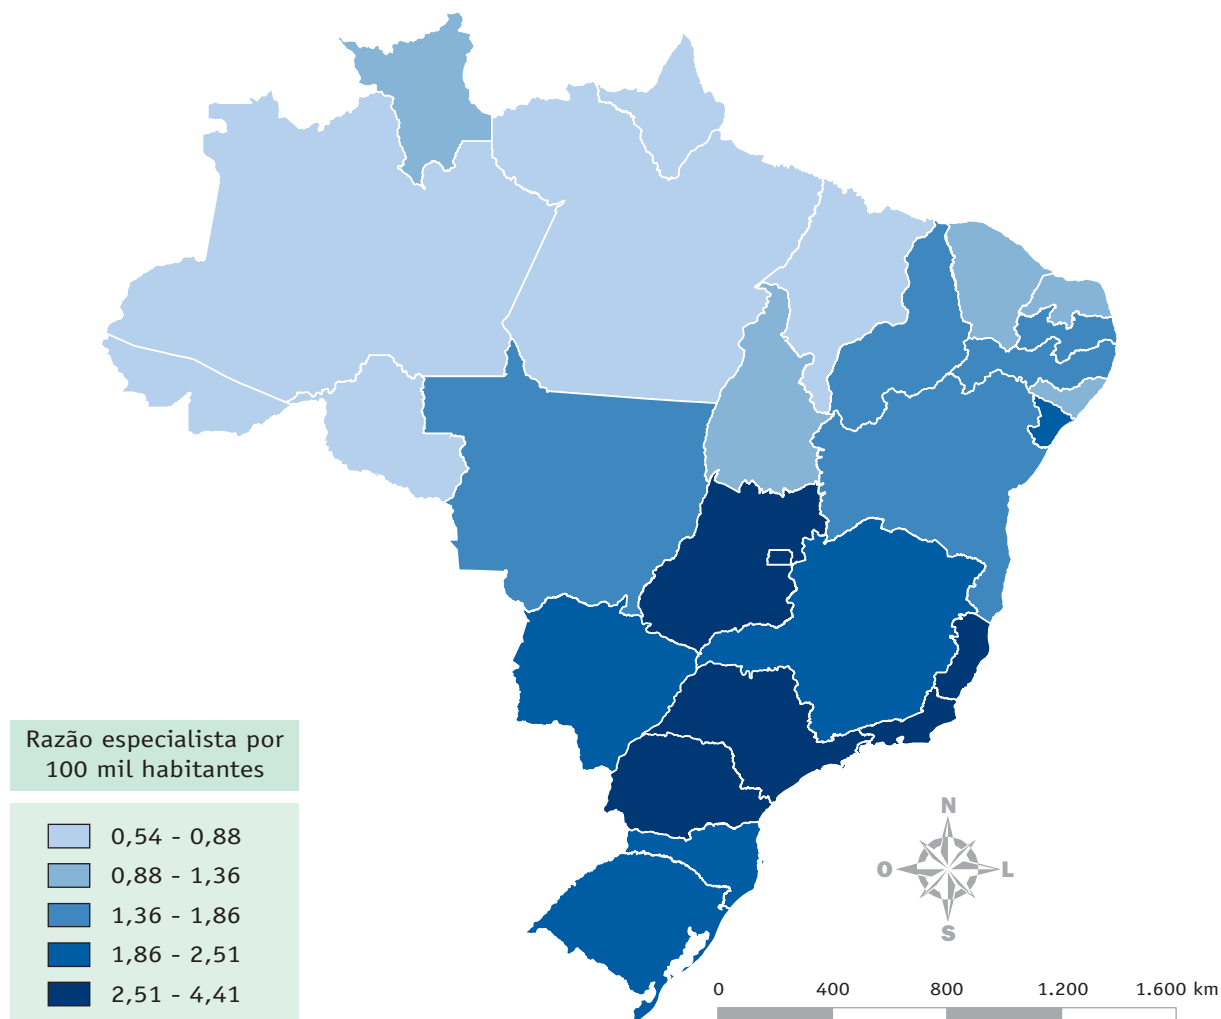 Razão especialista por
100 mil habitantes
0,54 - 0,88
0,88 - 1,36
1,36 - 1,86
1,86 - 2,51
2,51 - 4,41
N
O
L
S
0 400 800 1.200 1.600 km